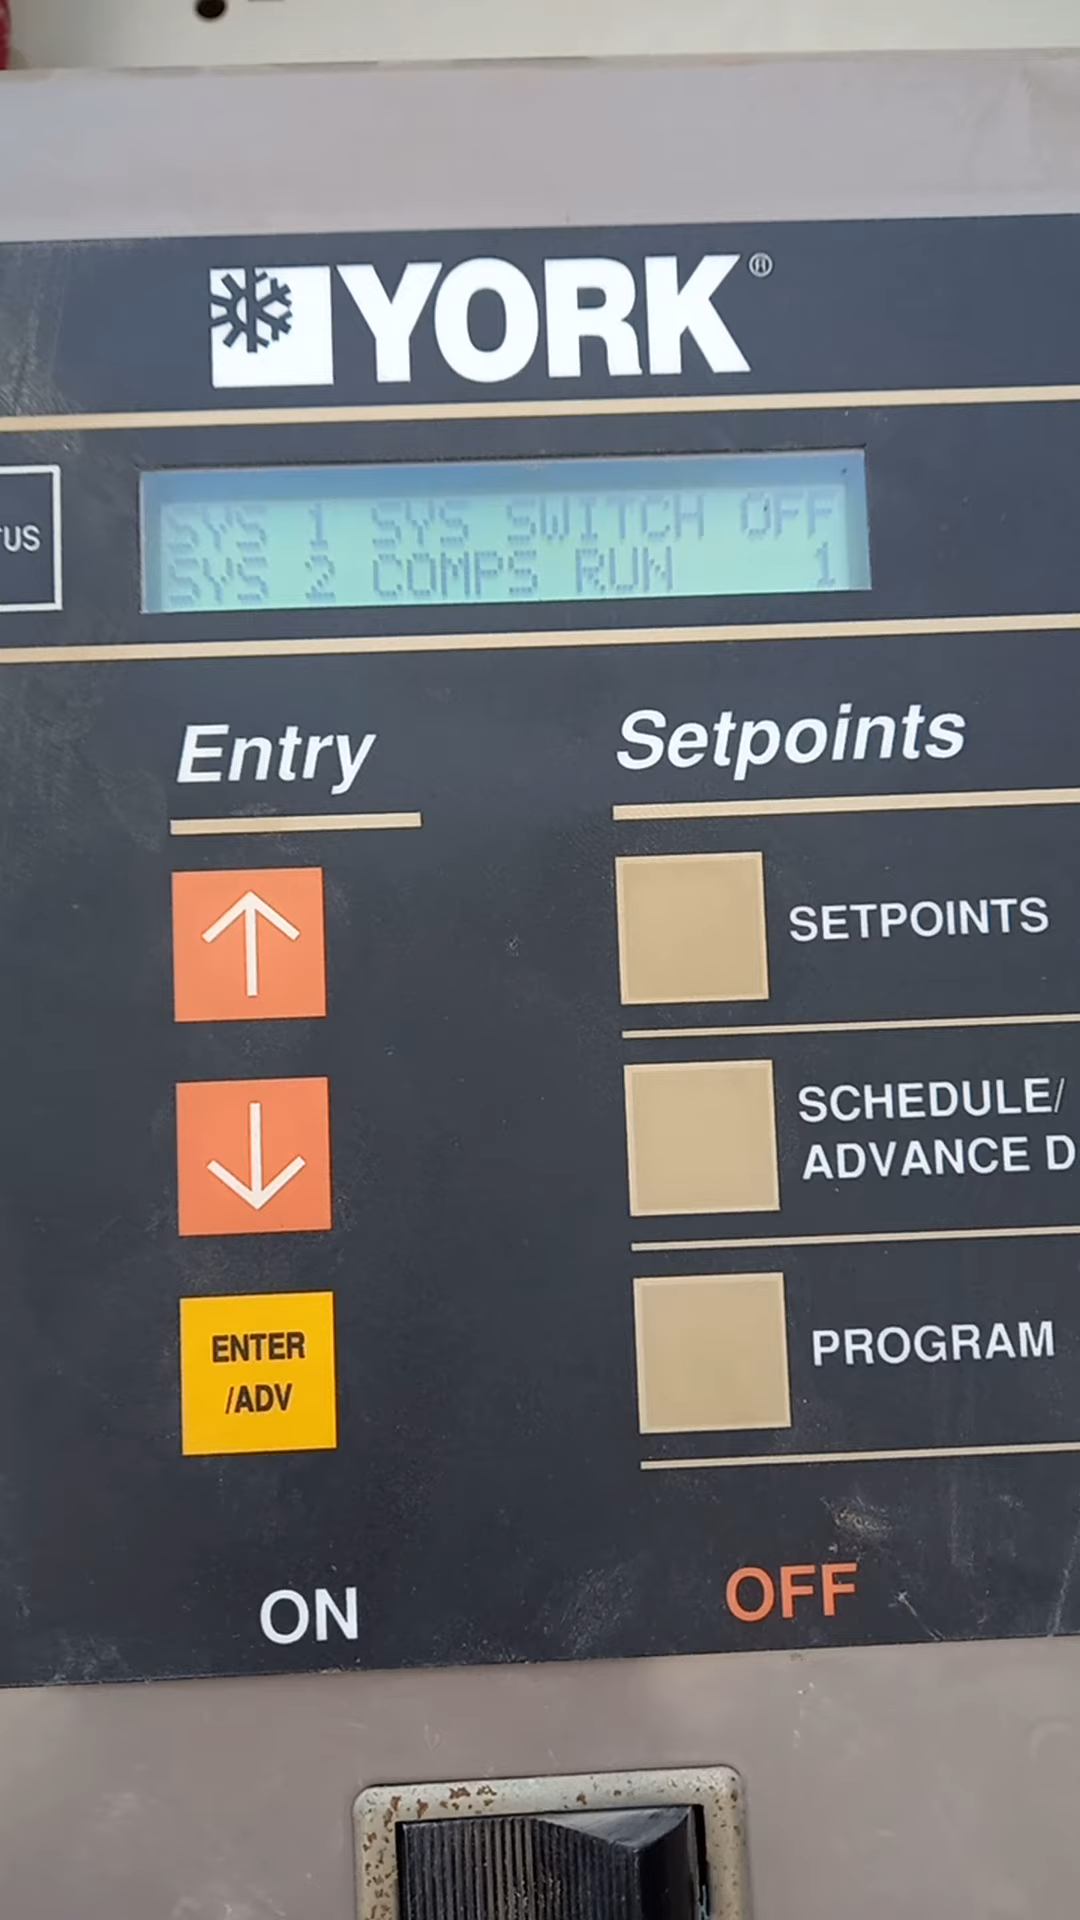 YORK®
TUS
SYS 1 SYS SWITCH OFF
SYS 2 COMPS RUN 1
Entry
Setpoints
SETPOINTS
SCHEDULE/
ADVANCE D
ENTER
/ADV
PROGRAM
ON
OFF